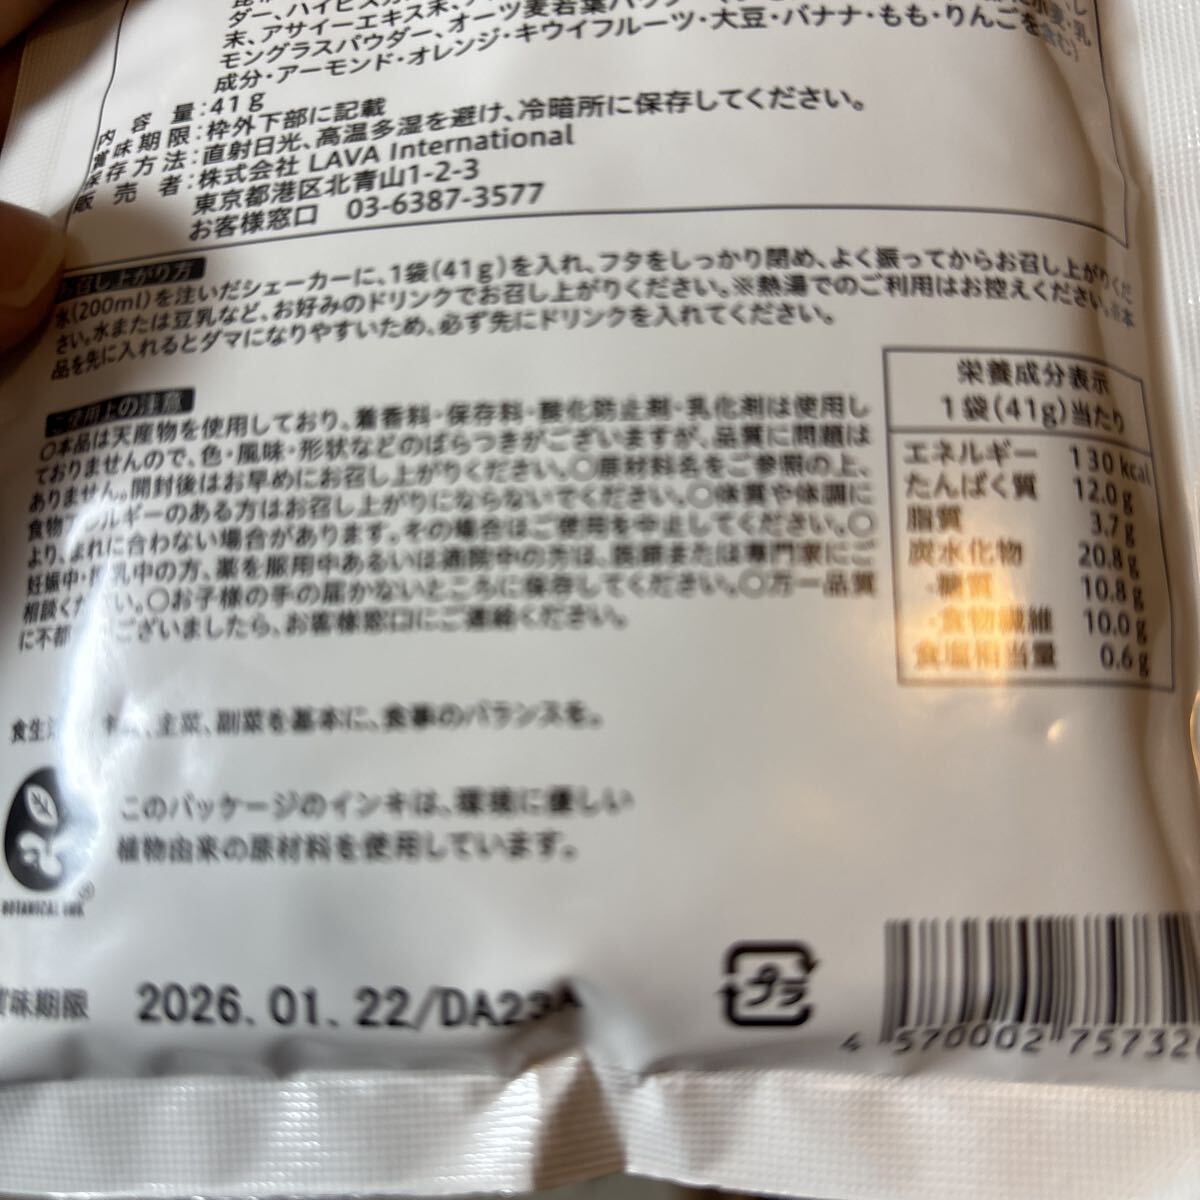 ダー、ハイビスカ
末、アサイーエキス末、
モングラスパウダー、オーツ麦若葉パウダー
成分・アーモンド・オレンジ・キウイフルーツ・大豆・バナナ・もも・りんごを含む)
内容量:41g
賞味期限:枠外下部に記載
保存方法:直射日光、高温多湿を避け、冷暗所に保存してください。
販売者:株式会社 LAVA International
東京都港区北青山1-2-3
お客様窓口 03-6387-3577
お召し上がり方
水(200ml)を注いだシェーカーに、1袋(41g)を入れ、フタをしっかり閉め、よく振ってからお召し上がりくだ
さい。水または豆乳など、お好みのドリンクでお召し上がりください。※熱湯でのご利用はお控えください。※本
品を先に入れるとダマになりやすいため、必ず先にドリンクを入れてください。
ご使用上の注意
○本品は天産物を使用しており、着香料・保存料・酸化防止剤・乳化剤は使用し
ておりませんので、色・風味・形状などのばらつきがございますが、品質に問題は
ありません。開封後はお早めにお召し上がりください。○原材料名をご参照の上、
食物アレルギーのある方はお召し上がりにならないでください。○体質や体調に
より、まれに合わない場合があります。その場合はご使用を中止してください。○
妊娠中・授乳中の方、薬を服用中あるいは通院中の方は、医師または専門家にご
相談ください。○お子様の手の届かないところに保存してください。○万一品質
に不都 ございましたら、お客様窓口にご連絡ください。
栄養成分表示
1袋(41g)当たり
エネルギー 130kcal
たんぱく質 12.0g
脂質 3.7g
炭水化物 20.8g
-糖質 10.8g
-食物繊維 10.0g
食塩相当量 0.6g
食生 、主菜、副菜を基本に、食事のバランスを。
このパッケージのインキは、環境に優しい
植物由来の原材料を使用しています。
BOTANICAL INK
賞味期限 2026.01.22/DA23A
プラ
4 570002 75732